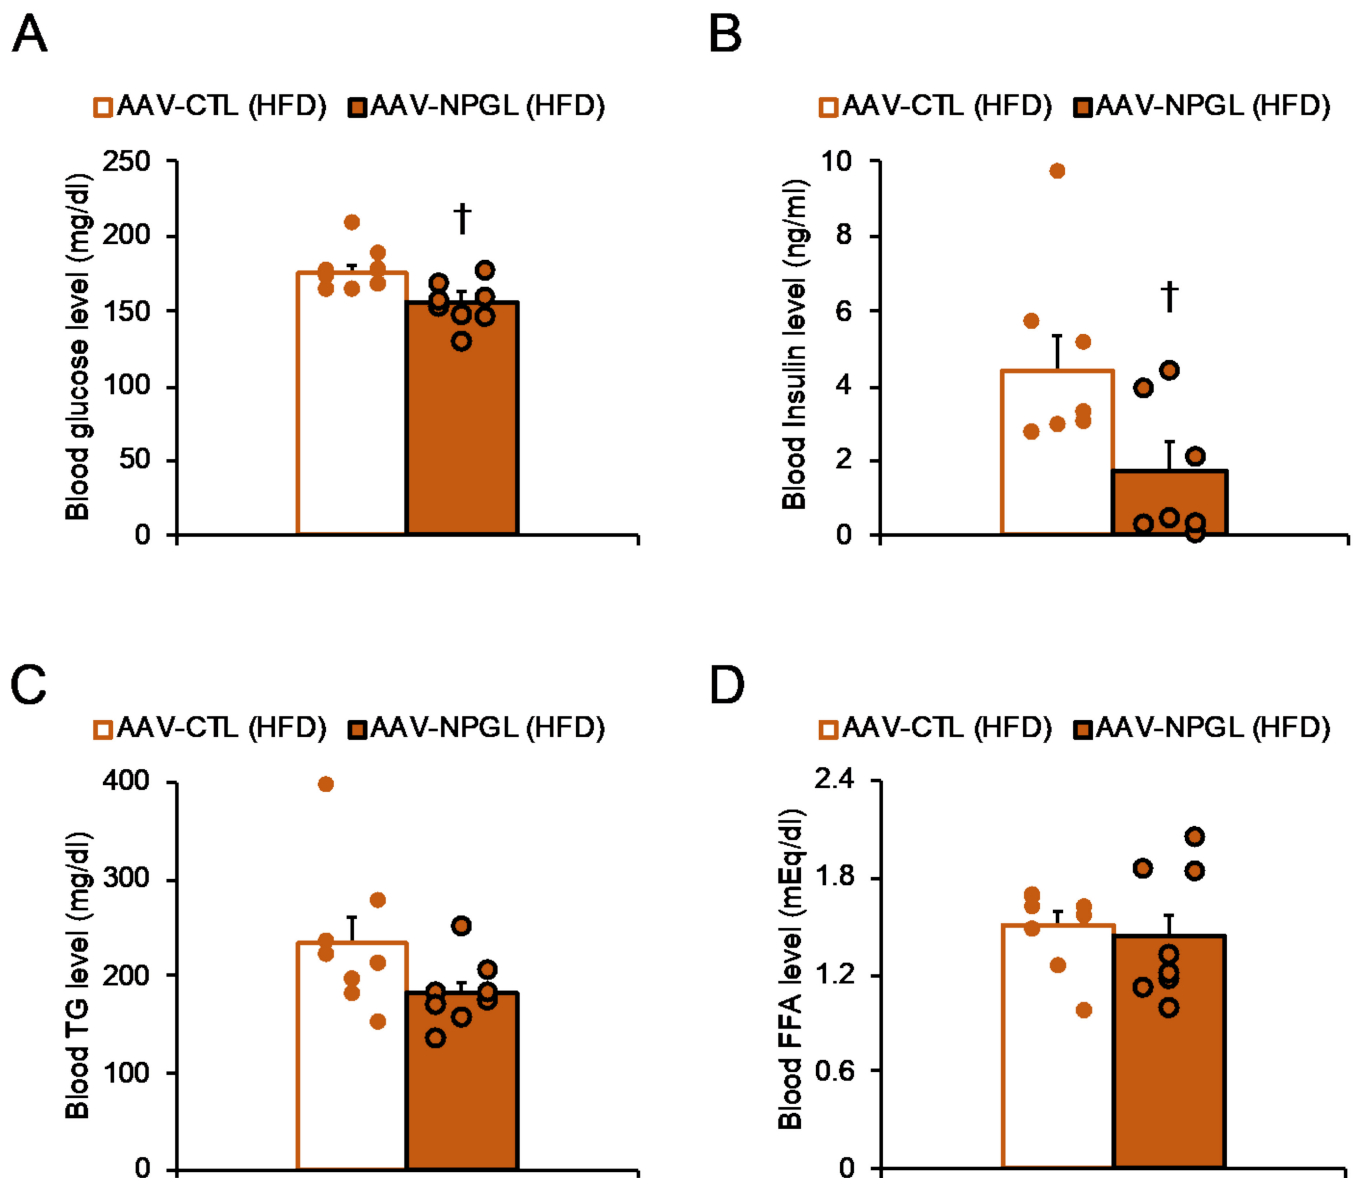 A
AAV-CTL (HFD) AAV-NPGL (HFD)
Blood glucose level (mg/dl)
250
200
150
100
50
0
†
B
AAV-CTL (HFD) AAV-NPGL (HFD)
Blood Insulin level (ng/ml)
10
8
6
4
2
0
†
C
AAV-CTL (HFD) AAV-NPGL (HFD)
Blood TG level (mg/dl)
400
300
200
100
0
D
AAV-CTL (HFD) AAV-NPGL (HFD)
Blood FFA level (mEq/dl)
2.4
1.8
1.2
0.6
0